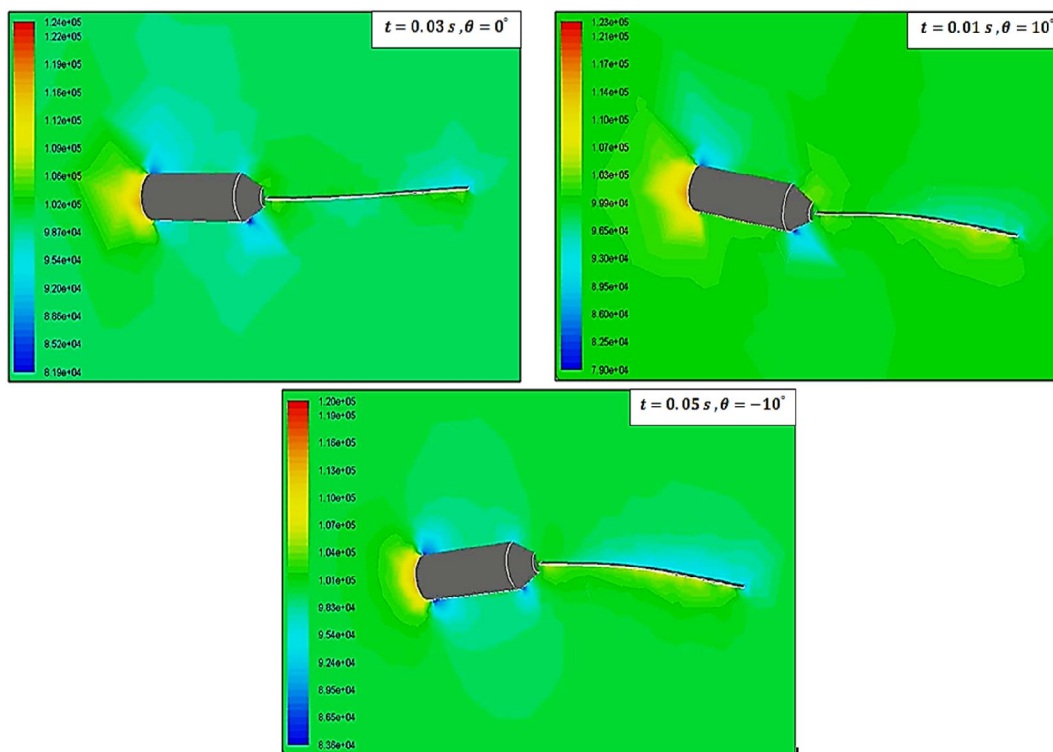 1.24e+05
1.22e+05
1.19e+05
1.16e+05
1.12e+05
1.09e+05
1.06e+05
1.02e+05
9.87e+04
9.54e+04
9.20e+04
8.86e+04
8.52e+04
8.19e+04
t = 0.03 s , θ = 0°
1.23e+05
1.21e+05
1.17e+05
1.14e+05
1.10e+05
1.07e+05
1.03e+05
9.99e+04
9.65e+04
9.30e+04
8.95e+04
8.60e+04
8.25e+04
7.90e+04
t = 0.01 s , θ = 10°
1.20e+05
1.19e+05
1.16e+05
1.13e+05
1.10e+05
1.07e+05
1.04e+05
1.01e+05
9.83e+04
9.54e+04
9.24e+04
8.95e+04
8.65e+04
8.36e+04
t = 0.05 s , θ = −10°